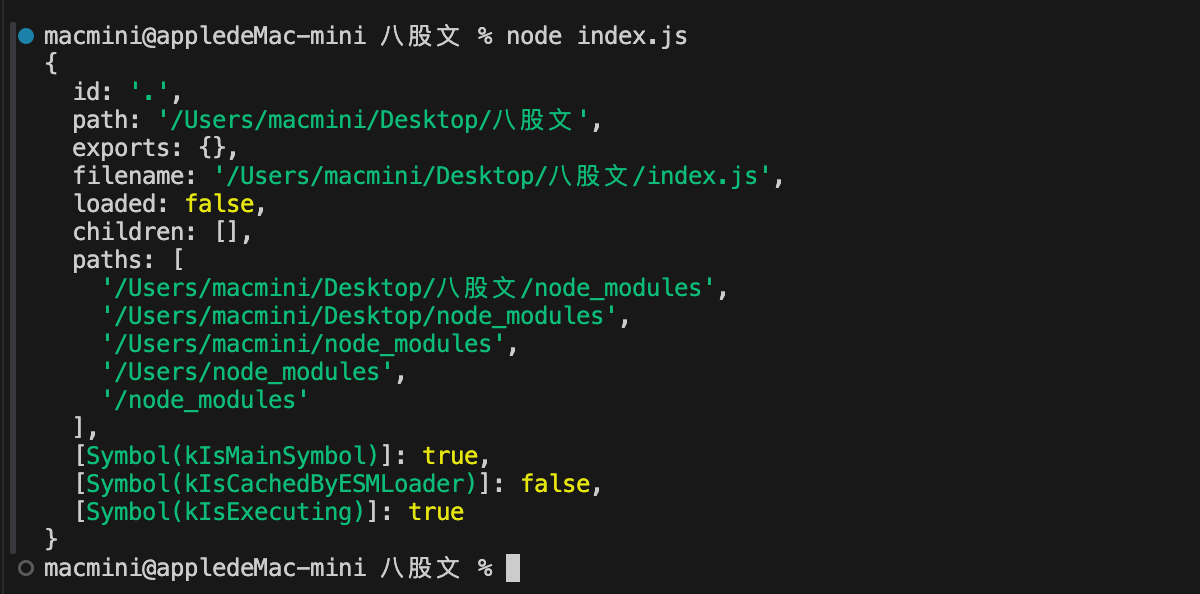 macmini@appledeMac-mini 八股文 % node index.js
{
  id: '.',
  path: '/Users/macmini/Desktop/八股文',
  exports: {},
  filename: '/Users/macmini/Desktop/八股文/index.js',
  loaded: false,
  children: [],
  paths: [
    '/Users/macmini/Desktop/八股文/node_modules',
    '/Users/macmini/Desktop/node_modules',
    '/Users/macmini/node_modules',
    '/Users/node_modules',
    '/node_modules'
  ],
  [Symbol(kIsMainSymbol)]: true,
  [Symbol(kIsCachedByESMLoader)]: false,
  [Symbol(kIsExecuting)]: true
}
macmini@appledeMac-mini 八股文 %